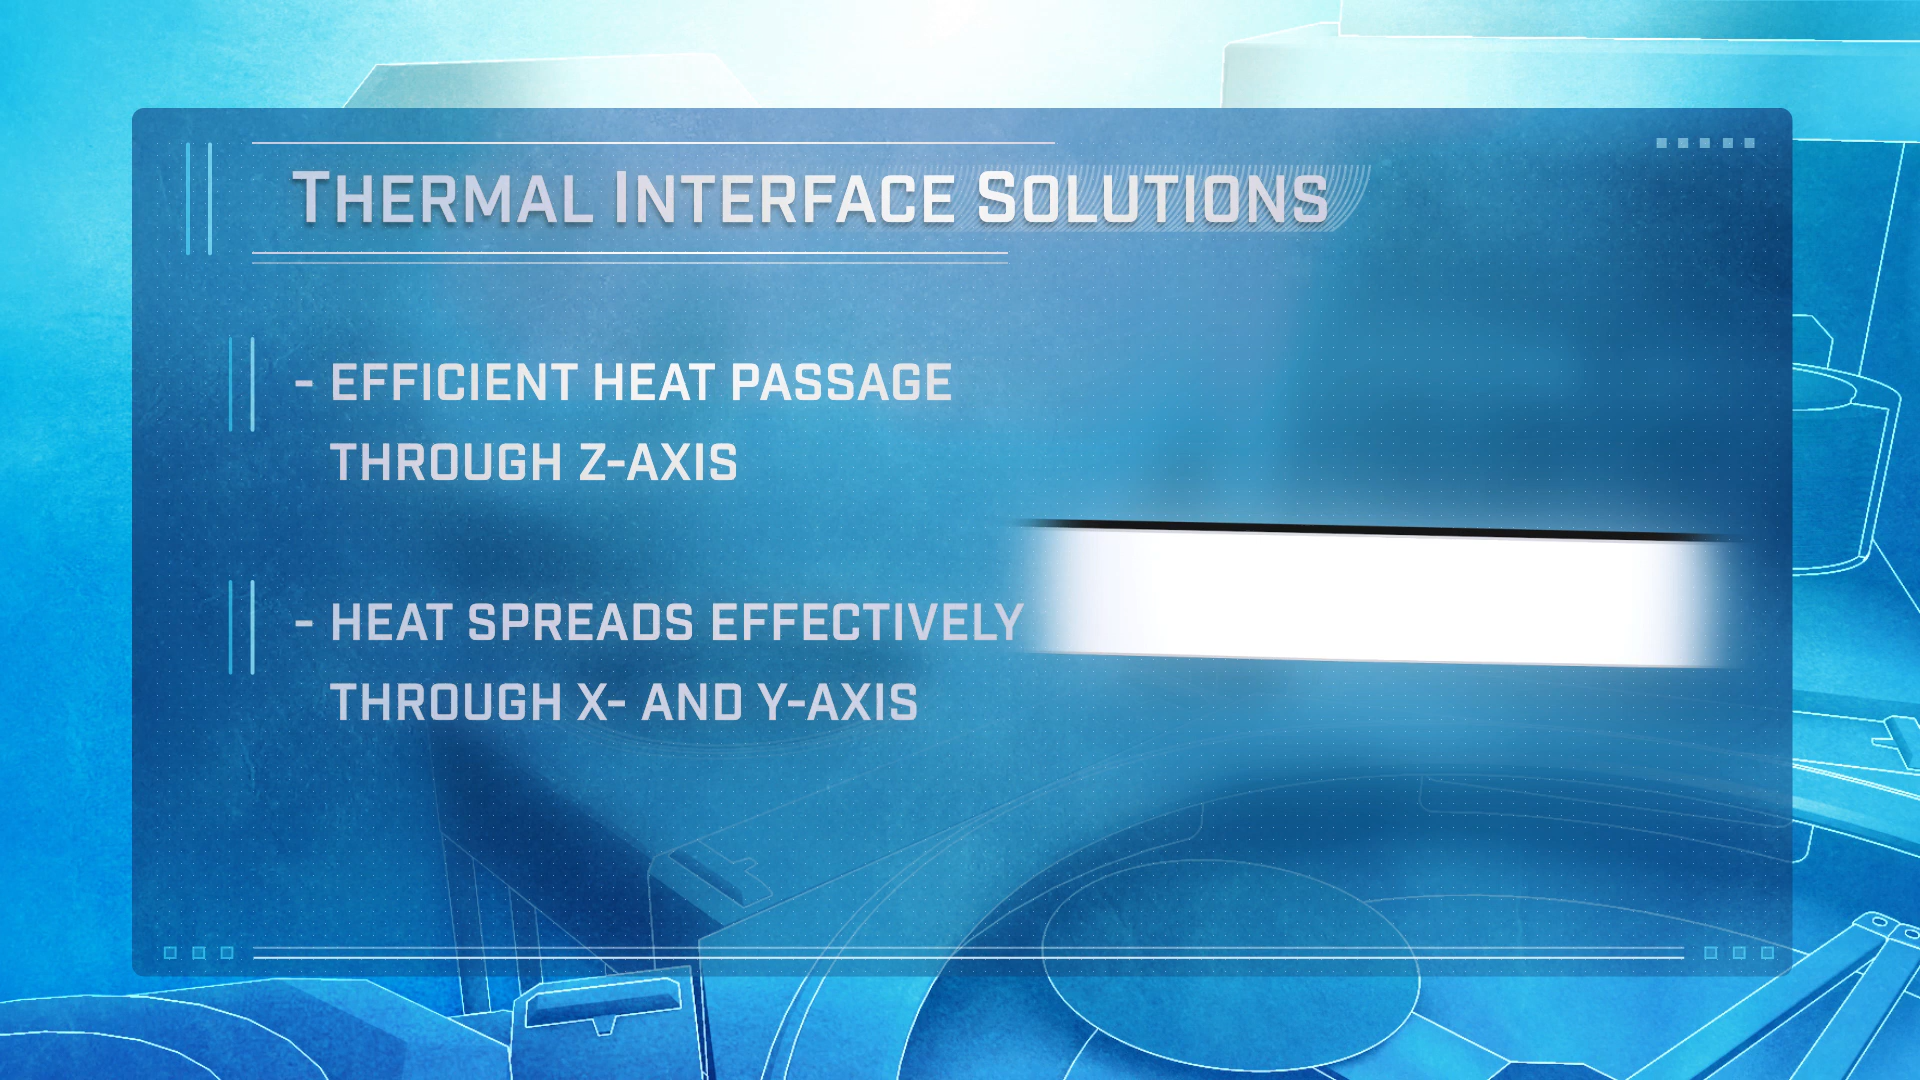 THERMAL INTERFACE SOLUTIONS
- EFFICIENT HEAT PASSAGE
THROUGH Z-AXIS
- HEAT SPREADS EFFECTIVELY
THROUGH X- AND Y-AXIS